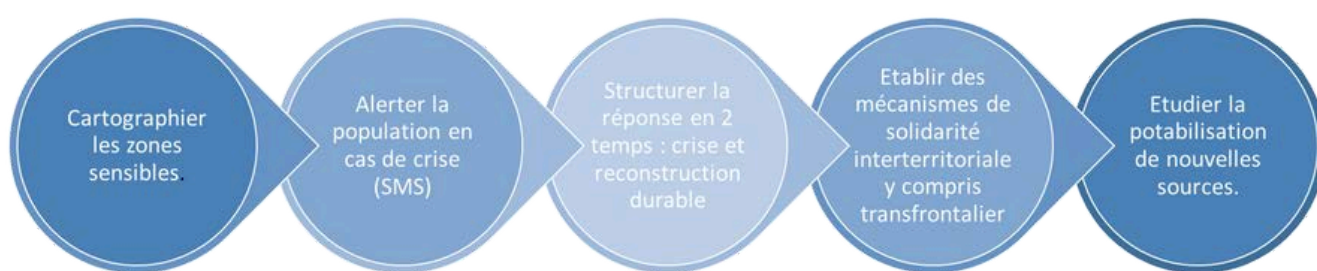 Cartographier
les zones
sensibles.
Alerter la
population en
cas de crise
(SMS)
Structurer la
réponse en 2
temps : crise et
reconstruction
durable
Etablir des
mécanismes de
solidarité
interterritoriale
y compris
transfrontalier
Etudier la
potabilisation
de nouvelles
sources.